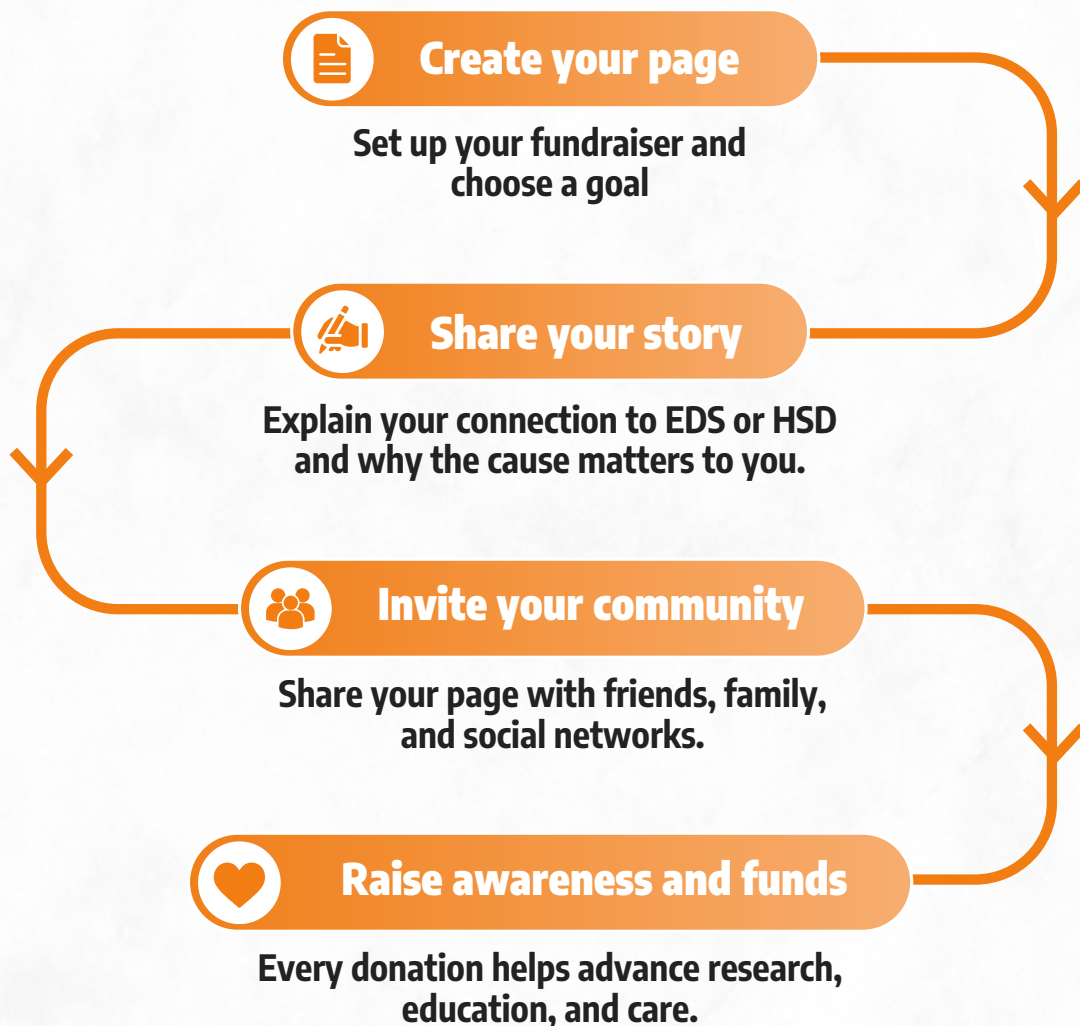 Create your page
Set up your fundraiser and
choose a goal
Share your story
Explain your connection to EDS or HSD
and why the cause matters to you.
Invite your community
Share your page with friends, family,
and social networks.
Raise awareness and funds
Every donation helps advance research,
education, and care.